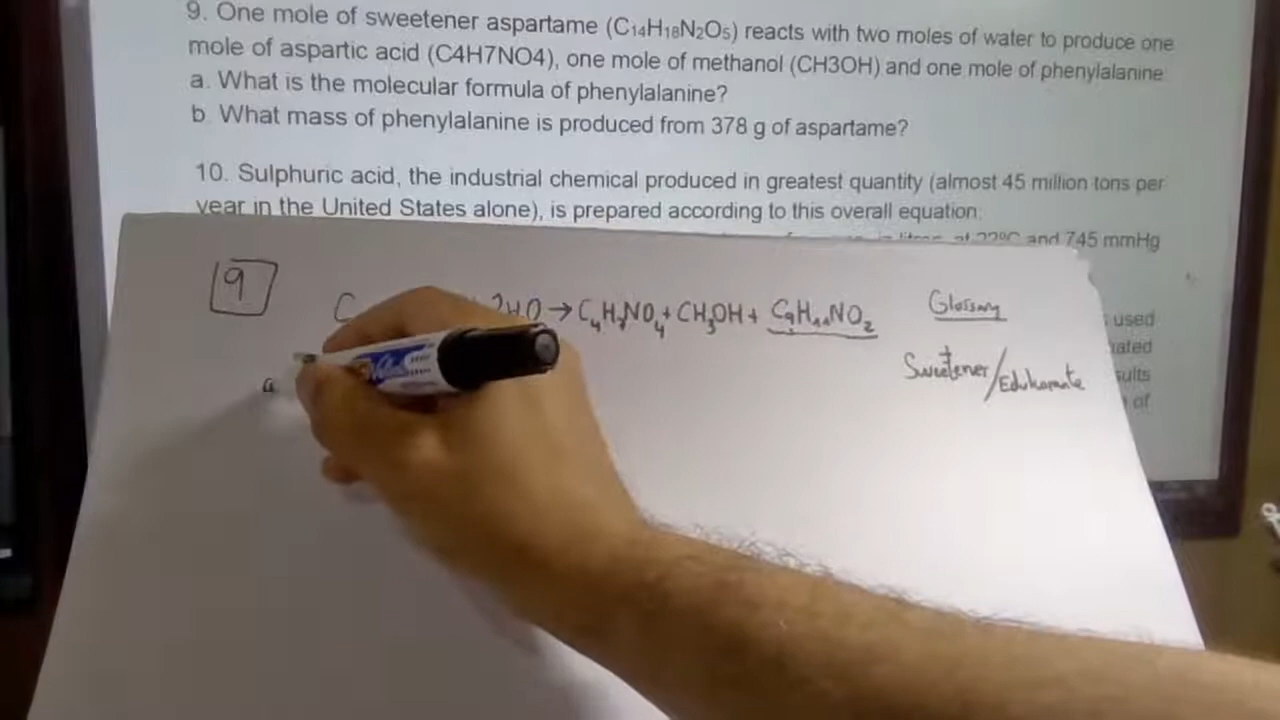 9. One mole of sweetener aspartame (C₁₄H₁₈N₂O₅) reacts with two moles of water to produce one
mole of aspartic acid (C4H7NO4), one mole of methanol (CH3OH) and one mole of phenylalanine
a. What is the molecular formula of phenylalanine?
b. What mass of phenylalanine is produced from 378 g of aspartame?
10. Sulphuric acid, the industrial chemical produced in greatest quantity (almost 45 million tons per
year in the United States alone), is prepared according to this overall equation:
and 745 mmHg
used
of
9
C 2H₂O → C₄H₇NO₄ + CH₃OH + C₉H₁₁NO₂
Glossary
Sweetener/Edulkorante
a